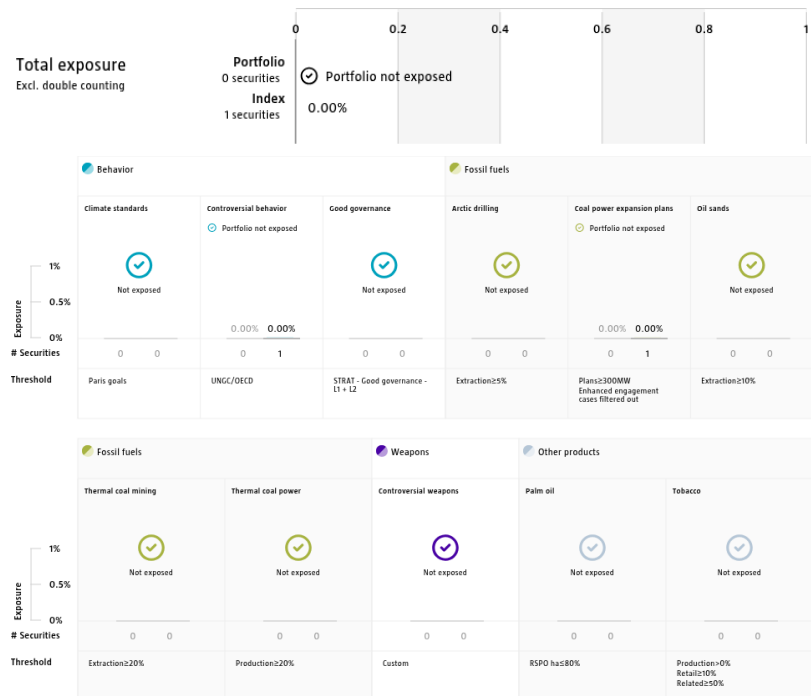 0 0.2 0.4 0.6 0.8 1
Total exposure
Excl. double counting
Portfolio
0 securities
Portfolio not exposed
Index
1 securities
0.00%
Behavior
Fossil fuels
Climate standards
Controversial behavior
Good governance
Arctic drilling
Coal power expansion plans
Oil sands
Portfolio not exposed
Portfolio not exposed
Exposure
1%
0.5%
0%
Not exposed
Not exposed
Not exposed
Not exposed
0.00% 0.00%
0.00% 0.00%
# Securities
0 0
0 1
0 0
0 0
0 1
0 0
Threshold
Paris goals
UNGC/OECD
STRAT - Good governance -
L1 + L2
Extraction≥5%
Plans≥300MW
Enhanced engagement
cases filtered out
Extraction≥10%
Fossil fuels
Weapons
Other products
Thermal coal mining
Thermal coal power
Controversial weapons
Palm oil
Tobacco
Exposure
1%
0.5%
0%
Not exposed
Not exposed
Not exposed
Not exposed
Not exposed
# Securities
0 0
0 0
0 0
0 0
0 0
Threshold
Extraction≥20%
Production≥20%
Custom
RSPO ha≤80%
Production>0%
Retail≥10%
Related≥50%